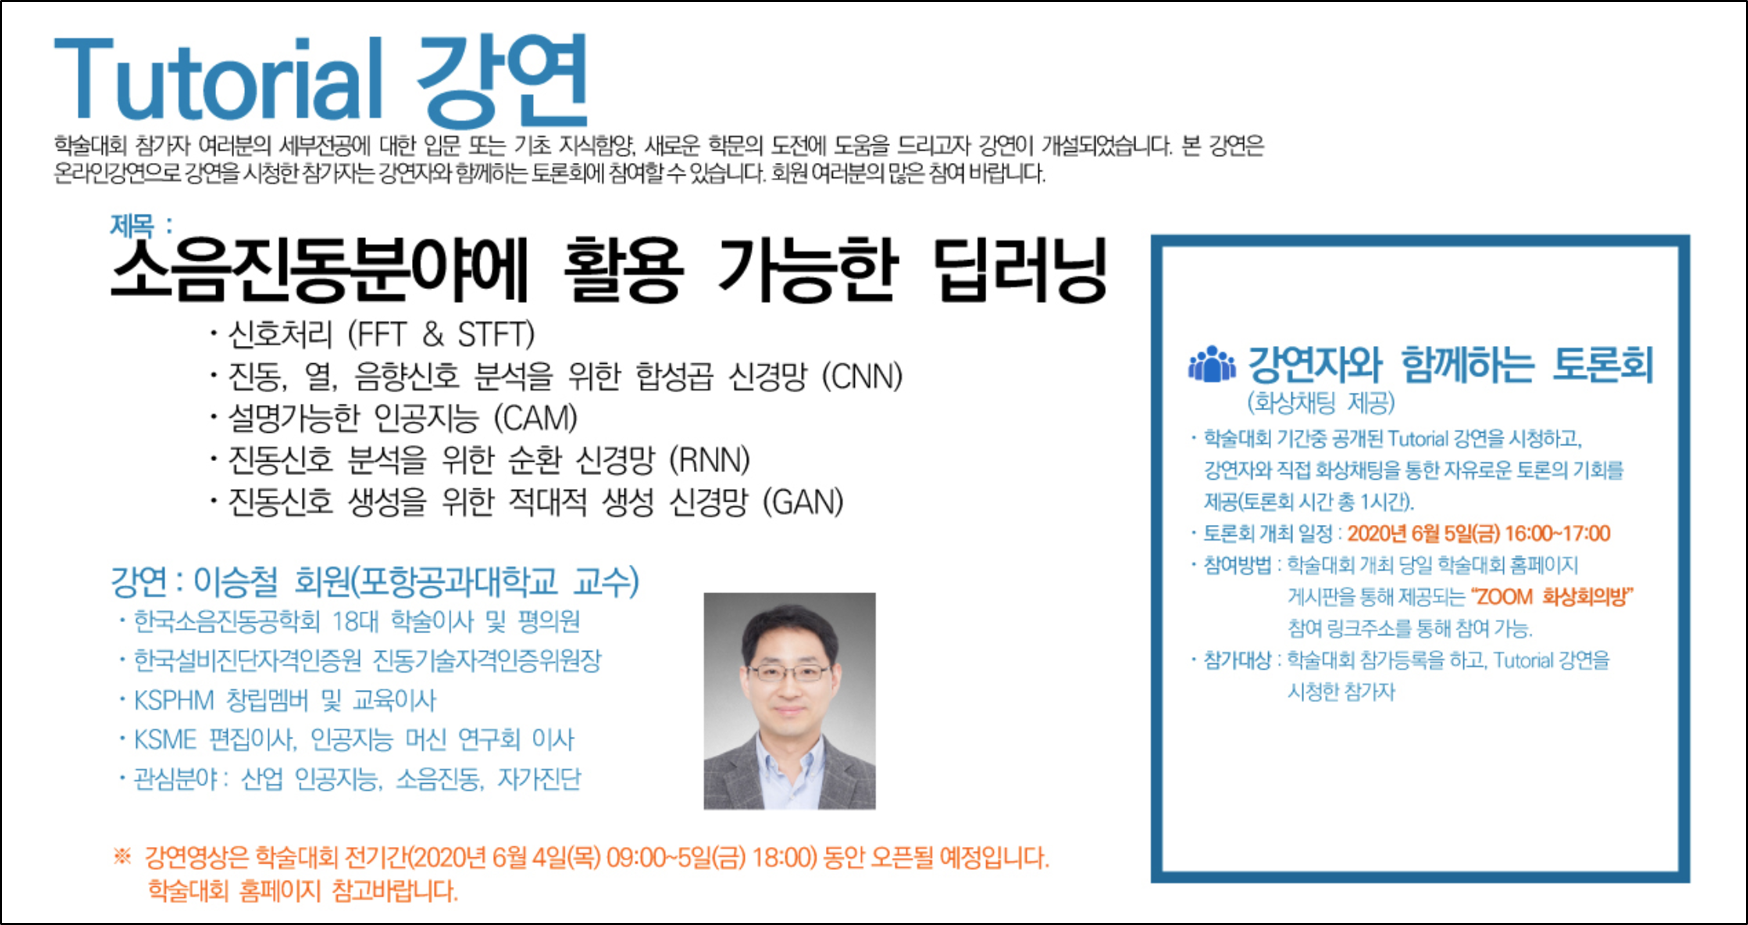 Tutorial 강연
학술대회 참가자 여러분의 세부전공에 대한 입문 또는 기초 지식함양, 새로운 학문의 도전에 도움을 드리고자 강연이 개설되었습니다. 본 강연은
온라인강연으로 강연을 시청한 참가자는 강연자와 함께하는 토론회에 참여할 수 있습니다. 회원 여러분의 많은 참여 바랍니다.
제목 :
소음진동분야에 활용 가능한 딥러닝
· 신호처리 (FFT & STFT)
· 진동, 열, 음향신호 분석을 위한 합성곱 신경망 (CNN)
· 설명가능한 인공지능 (CAM)
· 진동신호 분석을 위한 순환 신경망 (RNN)
· 진동신호 생성을 위한 적대적 생성 신경망 (GAN)
강연 : 이승철 회원(포항공과대학교 교수)
· 한국소음진동공학회 18대 학술이사 및 평의원
· 한국설비진단자격인증원 진동기술자격인증위원장
· KSPHM 창립멤버 및 교육이사
· KSME 편집이사, 인공지능 머신 연구회 이사
· 관심분야 : 산업 인공지능, 소음진동, 자가진단
※ 강연영상은 학술대회 전기간(2020년 6월 4일(목) 09:00~5일(금) 18:00) 동안 오픈될 예정입니다.
학술대회 홈페이지 참고바랍니다.
강연자와 함께하는 토론회
(화상채팅 제공)
· 학술대회 기간중 공개된 Tutorial 강연을 시청하고,
강연자와 직접 화상채팅을 통한 자유로운 토론의 기회를
제공(토론회 시간 총 1시간).
· 토론회 개최 일정 : 2020년 6월 5일(금) 16:00~17:00
· 참여방법 : 학술대회 개최 당일 학술대회 홈페이지
게시판을 통해 제공되는 “ZOOM 화상회의방”
참여 링크주소를 통해 참여 가능.
· 참가대상 : 학술대회 참가등록을 하고, Tutorial 강연을
시청한 참가자